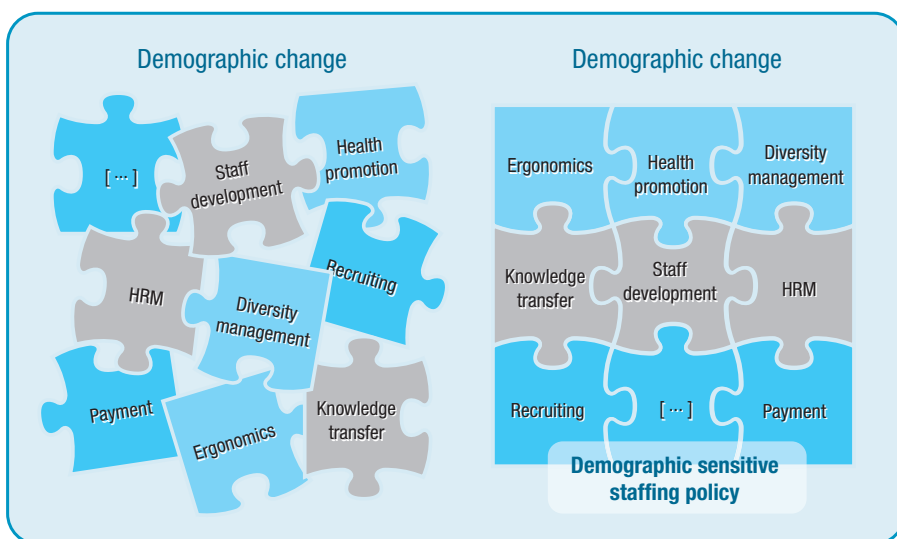 Demographic change
[ ... ]
Staff
development
Health
promotion
HRM
Diversity
management
Recruiting
Payment
Ergonomics
Knowledge
transfer
Demographic change
Ergonomics
Health
promotion
Diversity
management
Knowledge
transfer
Staff
development
HRM
Recruiting
[ ... ]
Payment
Demographic sensitive
staffing policy